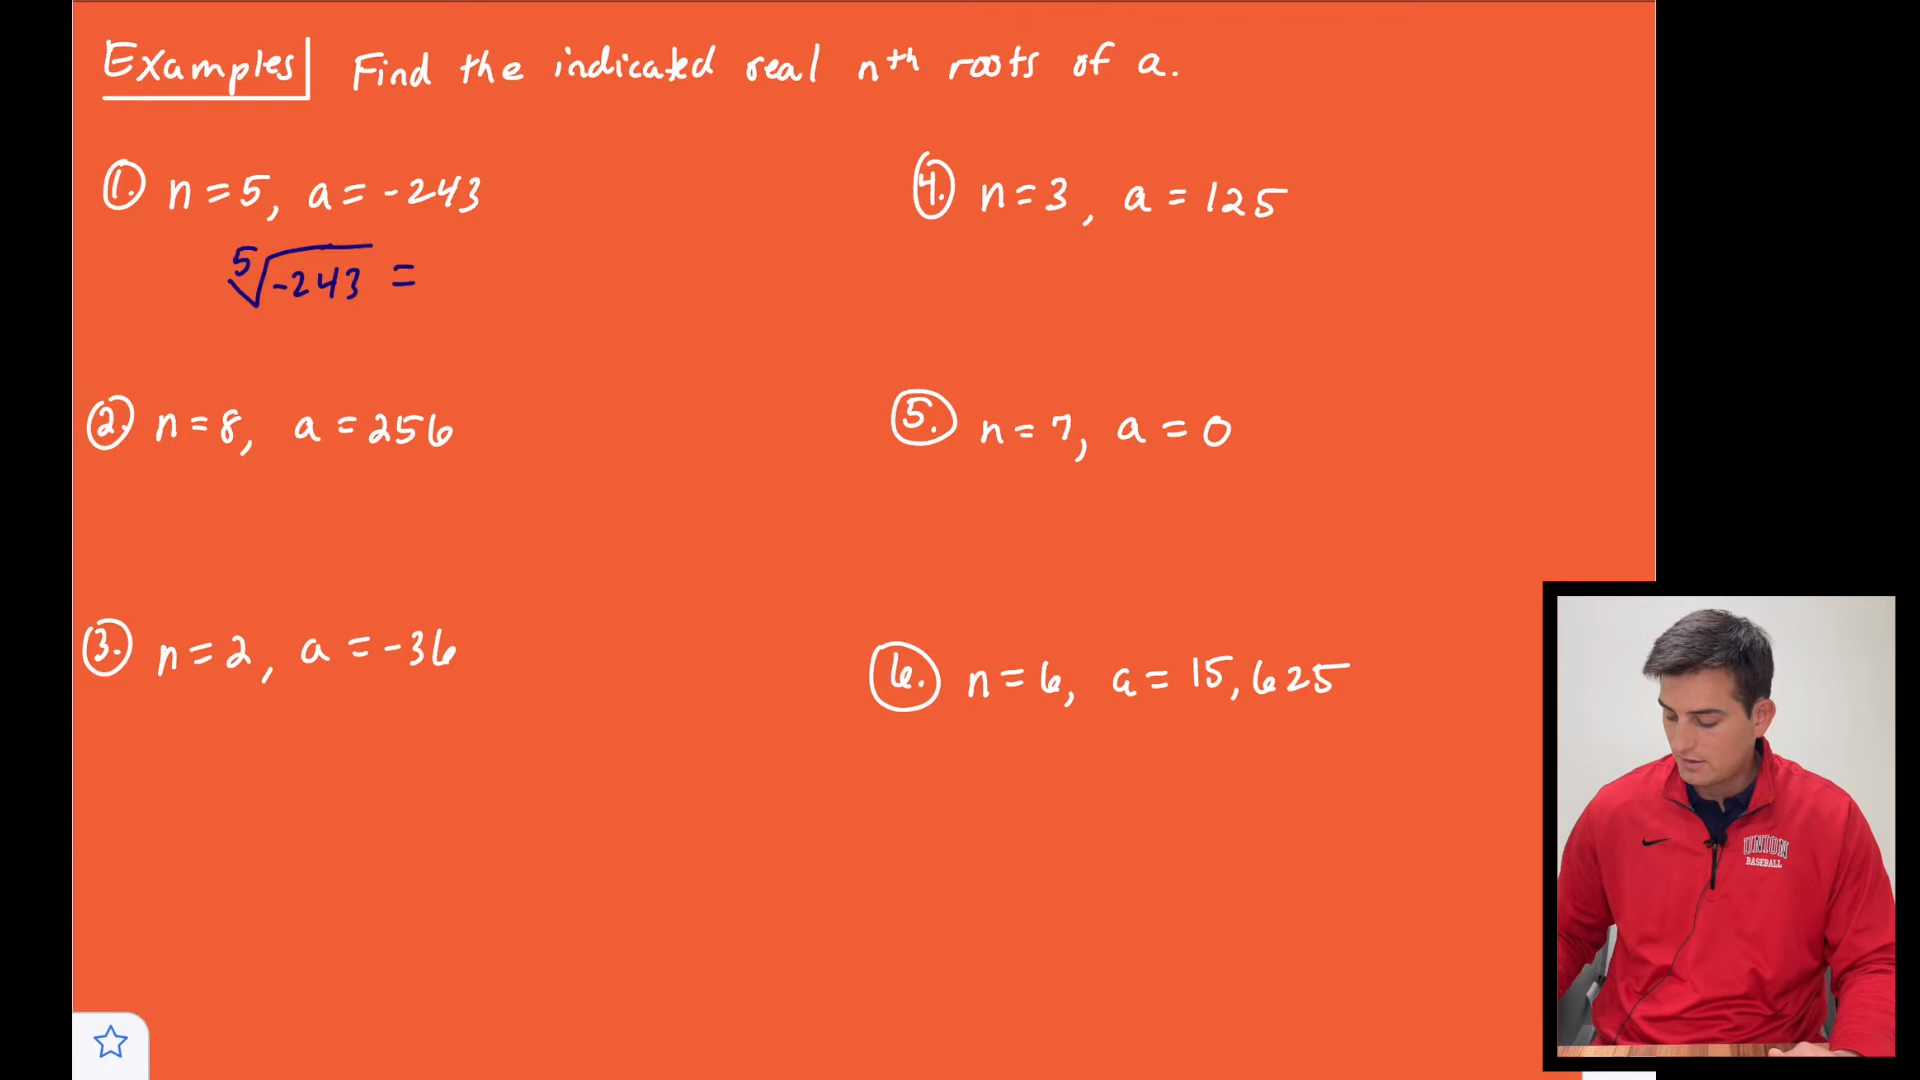 Examples Find the indicated real nth roots of a.
1. n = 5, a = -243
⁵√-243 =
2. n = 8, a = 256
3. n = 2, a = -36
4. n = 3, a = 125
5. n = 7, a = 0
6. n = 6, a = 15,625
UNION
BASEBALL